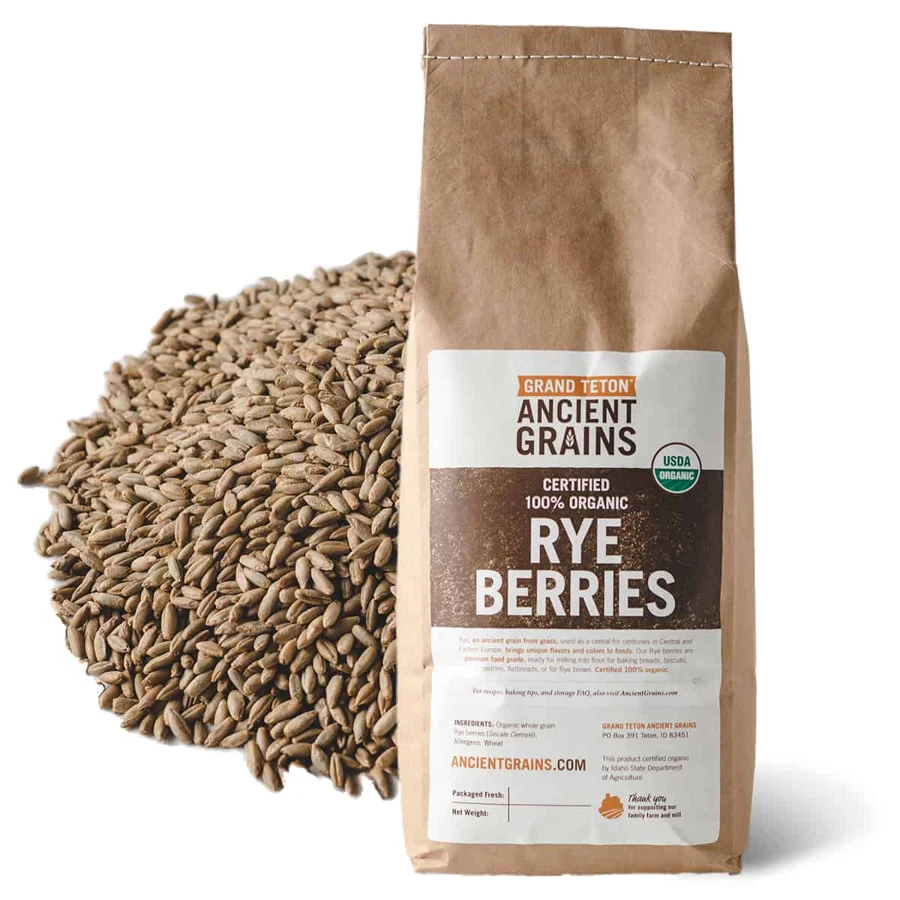 GRAND TETON
ANCIENT
GRAINS
USDA
ORGANIC
CERTIFIED
100% ORGANIC
RYE
BERRIES
Rye, an ancient grain from grass, used as a cereal for centuries in Central and
Eastern Europe, brings unique flavors and colors to foods. Our Rye berries are
premium food grade, ready for milling into flour for baking breads, biscuits,
pastries, flatbreads, or for Rye brews. Certified 100% organic.
For recipes, baking tips, and storage FAQ, also visit AncientGrains.com
INGREDIENTS: Organic whole grain
Rye berries (Secale Cereale).
Allergens: Wheat
ANCIENTGRAINS.COM
Packaged Fresh:
Net Weight:
GRAND TETON ANCIENT GRAINS
PO Box 391 Teton, ID 83451
This product certified organic
by Idaho State Department
of Agriculture
Thank you
for supporting our
family farm and mill